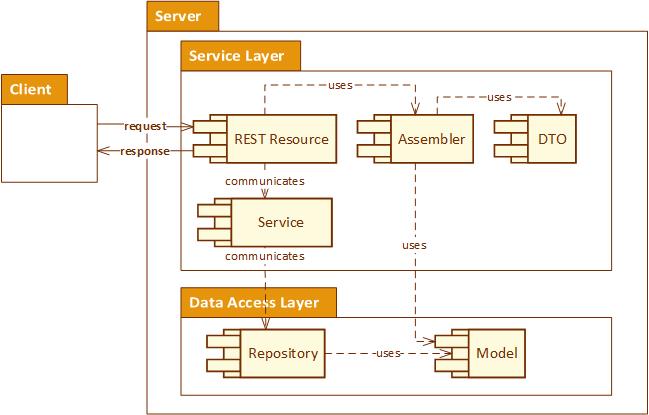 Server
Service Layer
Client
uses
uses
request
REST Resource
Assembler
DTO
response
communicates
Service
uses
communicates
Data Access Layer
Repository
uses
Model